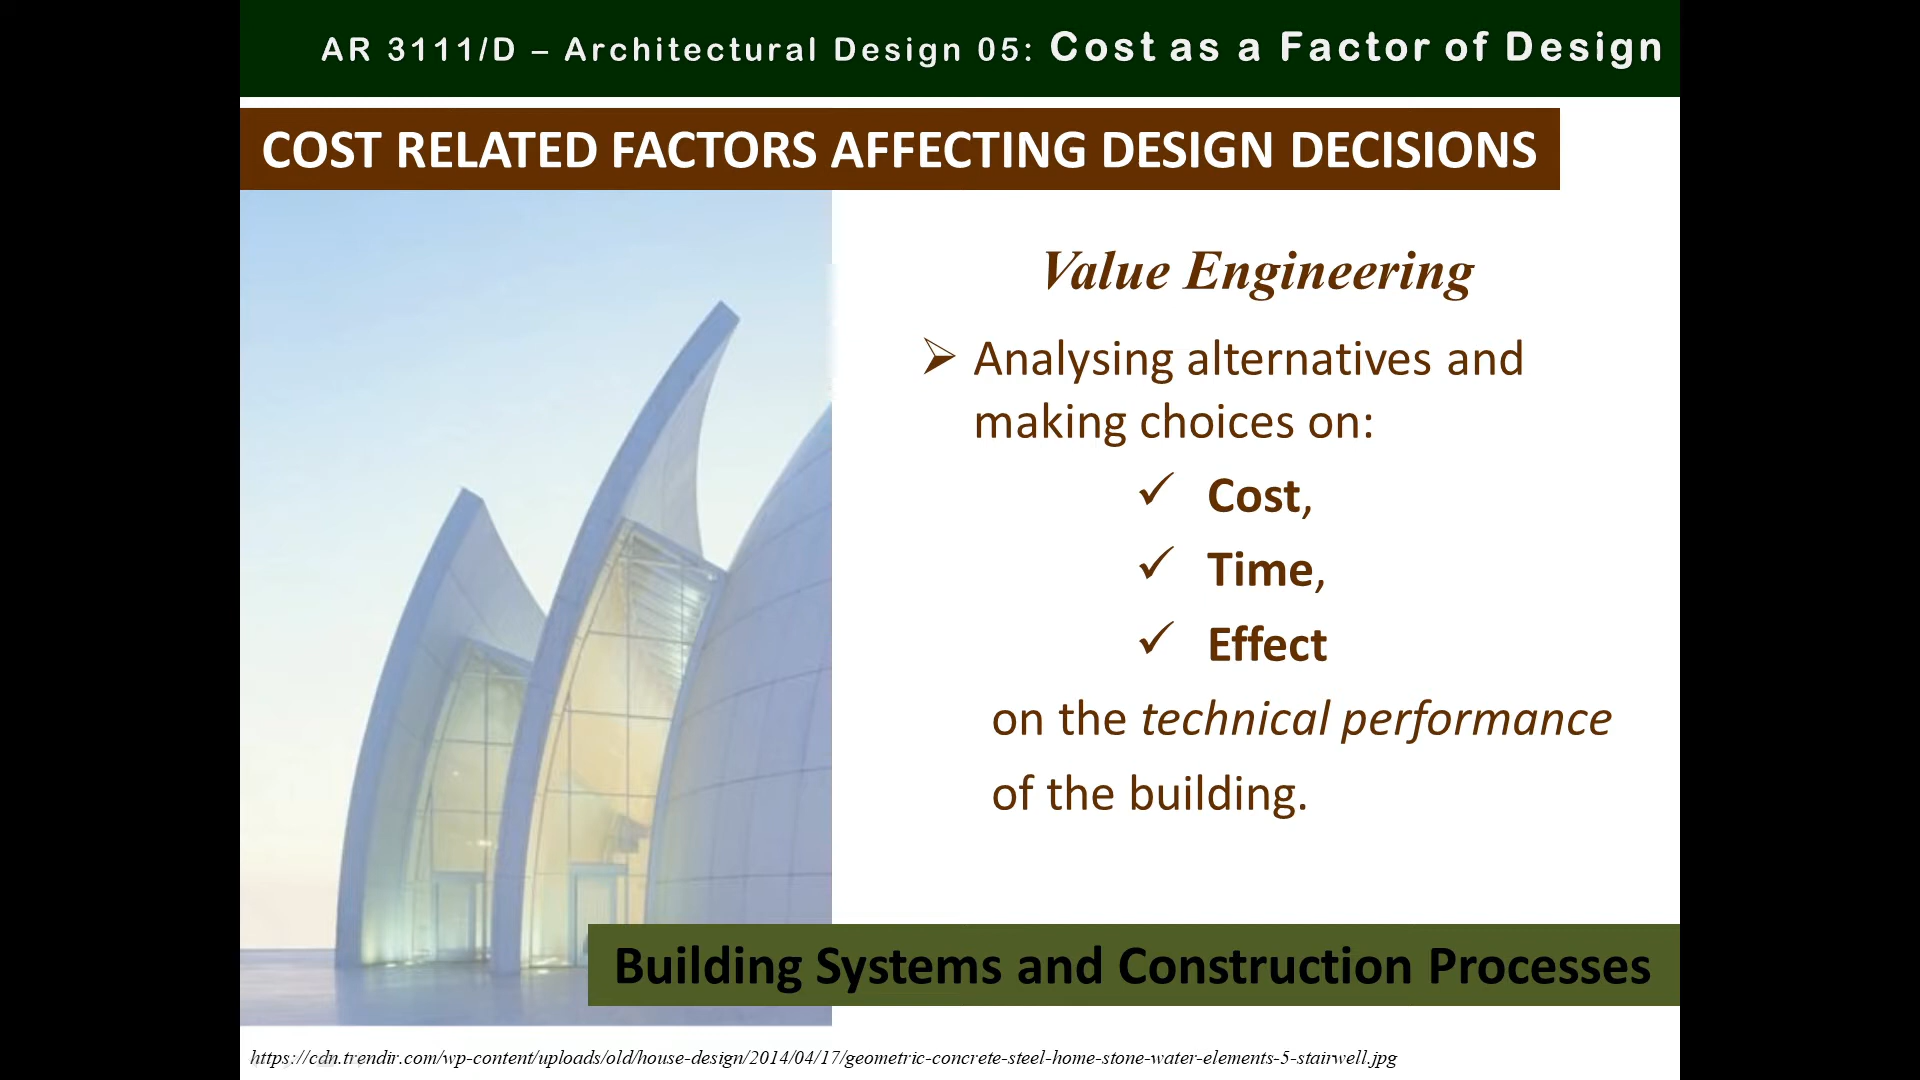 AR 3111/D – Architectural Design 05: Cost as a Factor of Design
COST RELATED FACTORS AFFECTING DESIGN DECISIONS
Value Engineering
➢ Analysing alternatives and
making choices on:
✓ Cost,
✓ Time,
✓ Effect
on the technical performance
of the building.
Building Systems and Construction Processes
https://cdn.trendir.com/wp-content/uploads/old/house-design/2014/04/17/geometric-concrete-steel-home-stone-water-elements-5-stairwell.jpg